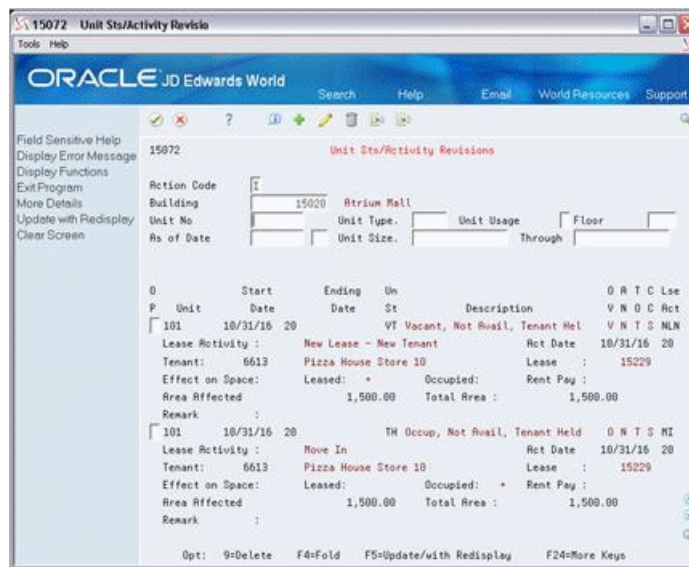 15072 Unit Sts/Activity Revisio
Tools Help
ORACLE JD Edwards World
Search Help Email World Resources Support
Field Sensitive Help
Display Error Message
Display Functions
Exit Program
More Details
Update with Redisplay
Clear Screen
15072 Unit Sts/Activity Revisions
Action Code I
Building 15020 Atrium Mall
Unit No Unit Type. Unit Usage Floor
As of Date Unit Size. Through
O Start Ending Un O A T C Lse
P Unit Date Date St Description V N O C Act
101 10/31/16 20 VT Vacant, Not Avail, Tenant Hel V N T S NLN
Lease Activity : New Lease - New Tenant Act Date 10/31/16 20
Tenant: 6613 Pizza House Store 10 Lease : 15229
Effect on Space: Leased: + Occupied: Rent Pay :
Area Affected 1,500.00 Total Area : 1,500.00
Remark :
101 10/31/16 20 TH Occup, Not Avail, Tenant Held O N T S MI
Lease Activity : Move In Act Date 10/31/16 20
Tenant: 6613 Pizza House Store 10 Lease : 15229
Effect on Space: Leased: Occupied: + Rent Pay :
Area Affected 1,500.00 Total Area : 1,500.00
Remark :
Opt: 9=Delete F4=Fold F5=Update/with Redisplay F24=More Keys